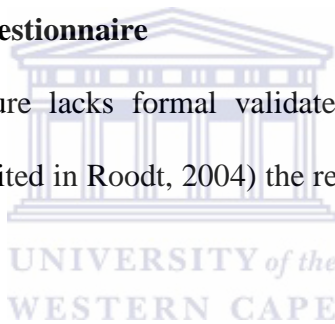 estionnaire
ure lacks formal validate
ited in Roodt, 2004) the re
UNIVERSITY of the
WESTERN CAPE